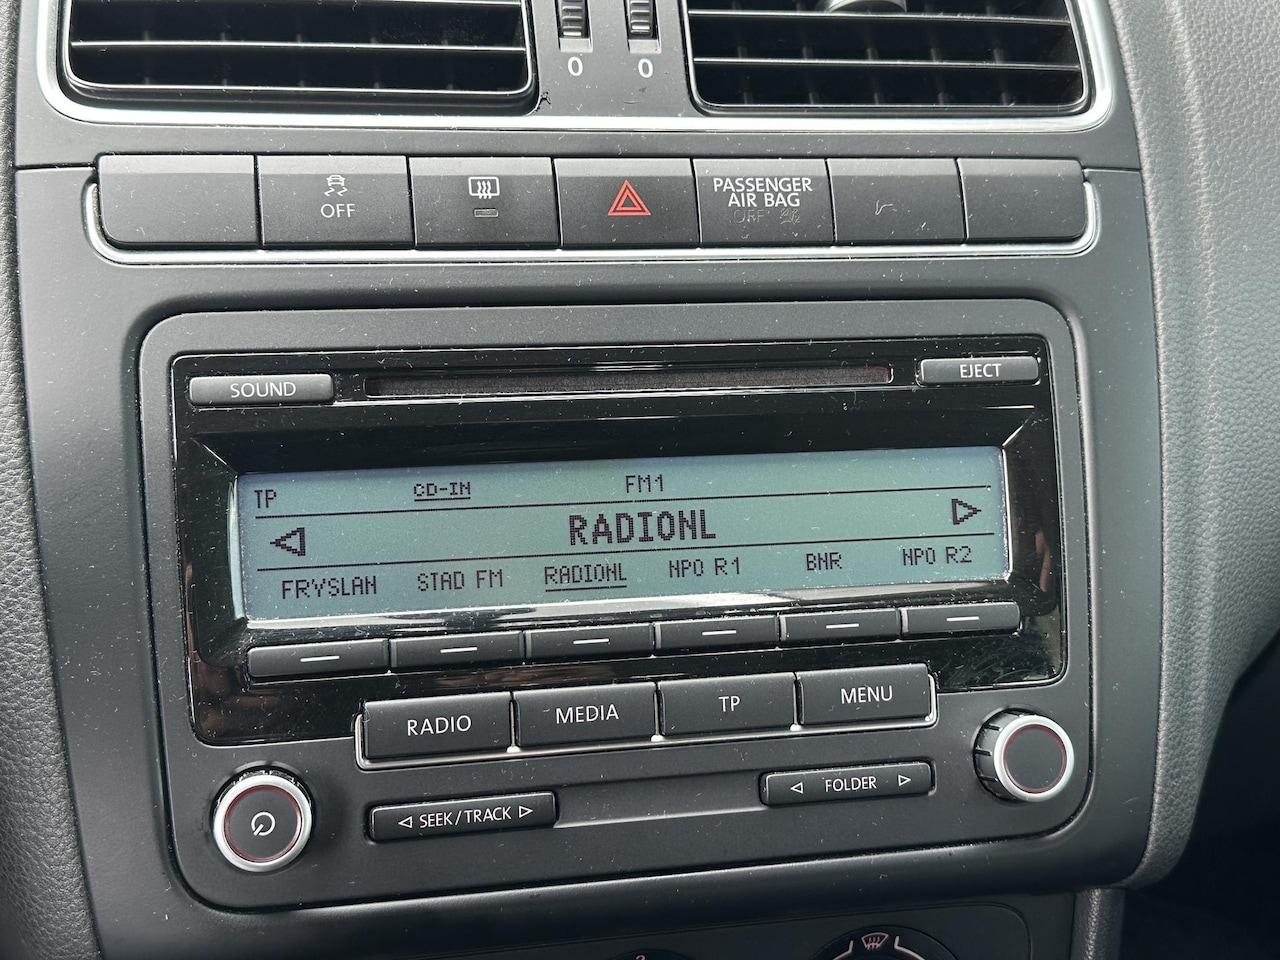 0 0
OFF
PASSENGER
AIR BAG
OFF
SOUND
EJECT
TP CD-IN FM1
RADIONL
FRYSLAN STAD FM RADIONL NPO R1 BNR NPO R2
RADIO MEDIA TP MENU
SEEK/TRACK
FOLDER